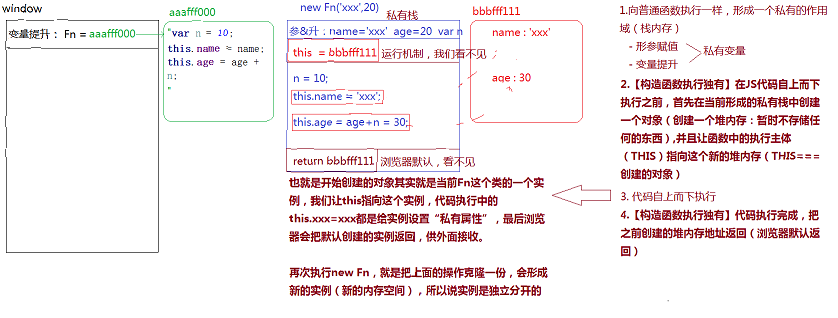 window
变量提升： Fn = aaafff000
aaafff000
"var n = 10;
this.name = name;
this.age = age +
n;
"
new Fn('xxx',20)
私有栈
参&升：name='xxx' age=20 var n
this = bbbfff111 运行机制，我们看不见
n = 10;
this.name = 'xxx';
this.age = age+n = 30;
return bbbfff111 浏览器默认，看不见
bbbfff111
name : 'xxx'
age : 30
也就是开始创建的对象其实就是当前Fn这个类的一个实
例，我们让this指向这个实例，代码执行中的
this.xxx=xxx都是给实例设置“私有属性”，最后浏览
器会把默认创建的实例返回，供外面接收。
再次执行new Fn，就是把上面的操作克隆一份，会形成
新的实例（新的内存空间），所以说实例是独立分开的
1.向普通函数执行一样，形成一个私有的作用
域（栈内存）
- 形参赋值
- 变量提升
私有变量
2.【构造函数执行独有】在JS代码自上而下
执行之前，首先在当前形成的私有栈中创建
一个对象（创建一个堆内存：暂时不存储任
何的东西），并且让函数中的执行主体
（THIS）指向这个新的堆内存（THIS===
创建的对象）
3. 代码自上而下执行
4.【构造函数执行独有】代码执行完成，把
之前创建的堆内存地址返回（浏览器默认返
回）